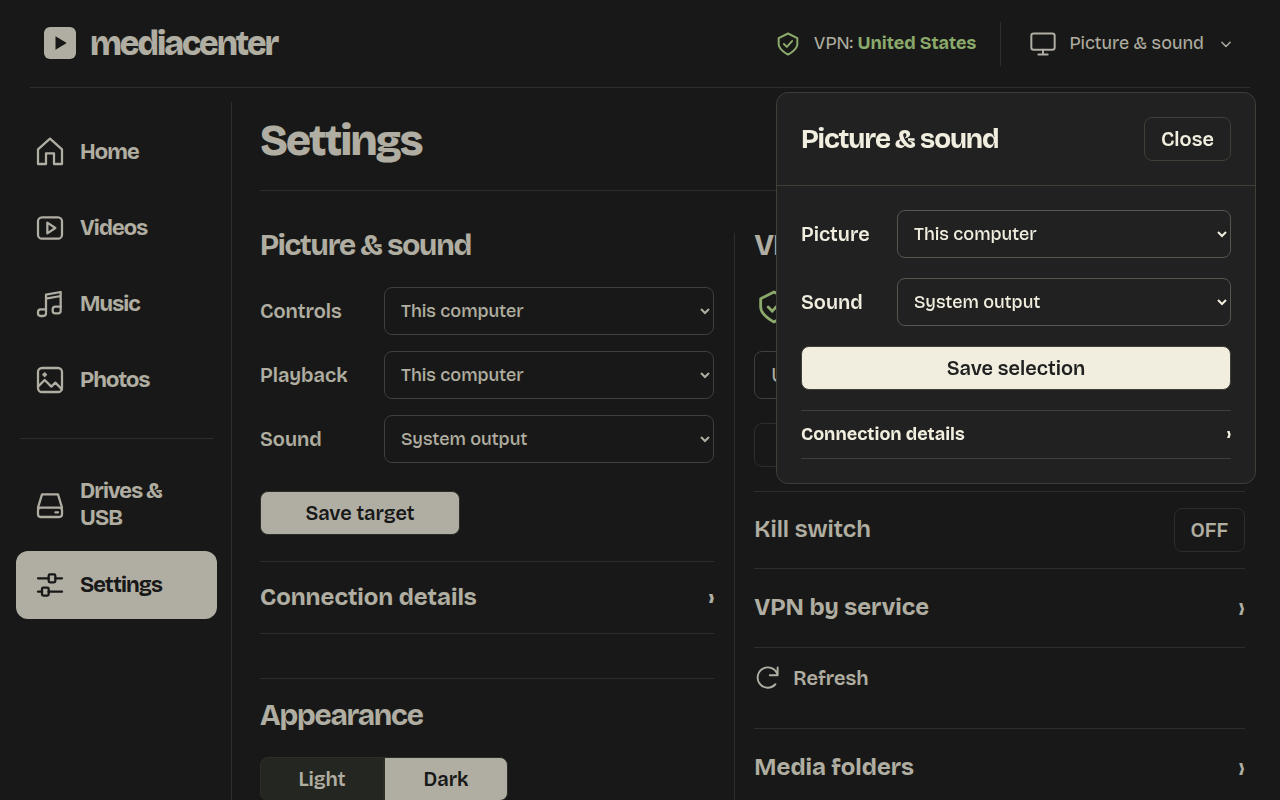 mediacenter
VPN: United States
Picture & sound
Home
Videos
Music
Photos
Drives &
USB
Settings
Settings
Picture & sound
Controls
This computer
Playback
This computer
Sound
System output
Save target
Connection details
Appearance
Light
Dark
Picture & sound
Close
Picture
This computer
Sound
System output
Save selection
Connection details
Kill switch
OFF
VPN by service
Refresh
Media folders